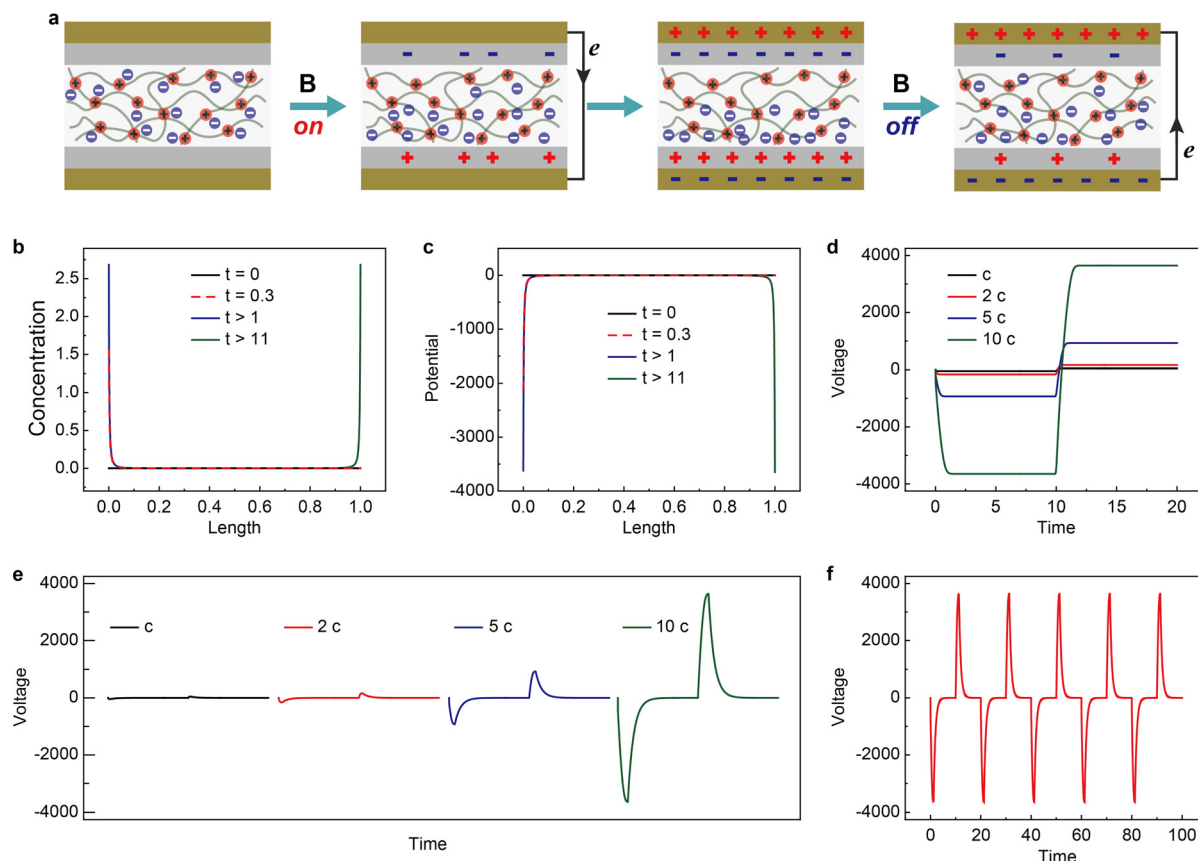 a
B
on
e
B
off
e
+ + + + + + +
- - - -
- - - - - - -
- - -
+ + + +
+ + + + + + +
+ + +
- - - - - - -
- - - - - - -
b
Concentration
2.5
2.0
1.5
1.0
0.5
0.0
t = 0
t = 0.3
t > 1
t > 11
0.0 0.2 0.4 0.6 0.8 1.0
Length
c
Potential
0
-1000
-2000
-3000
-4000
t = 0
t = 0.3
t > 1
t > 11
0.0 0.2 0.4 0.6 0.8 1.0
Length
d
Voltage
4000
2000
0
-2000
-4000
c
2 c
5 c
10 c
0 5 10 15 20
Time
e
Voltage
4000
2000
0
-2000
-4000
c 2 c 5 c 10 c
Time
f
Voltage
4000
2000
0
-2000
-4000
0 20 40 60 80 100
Time